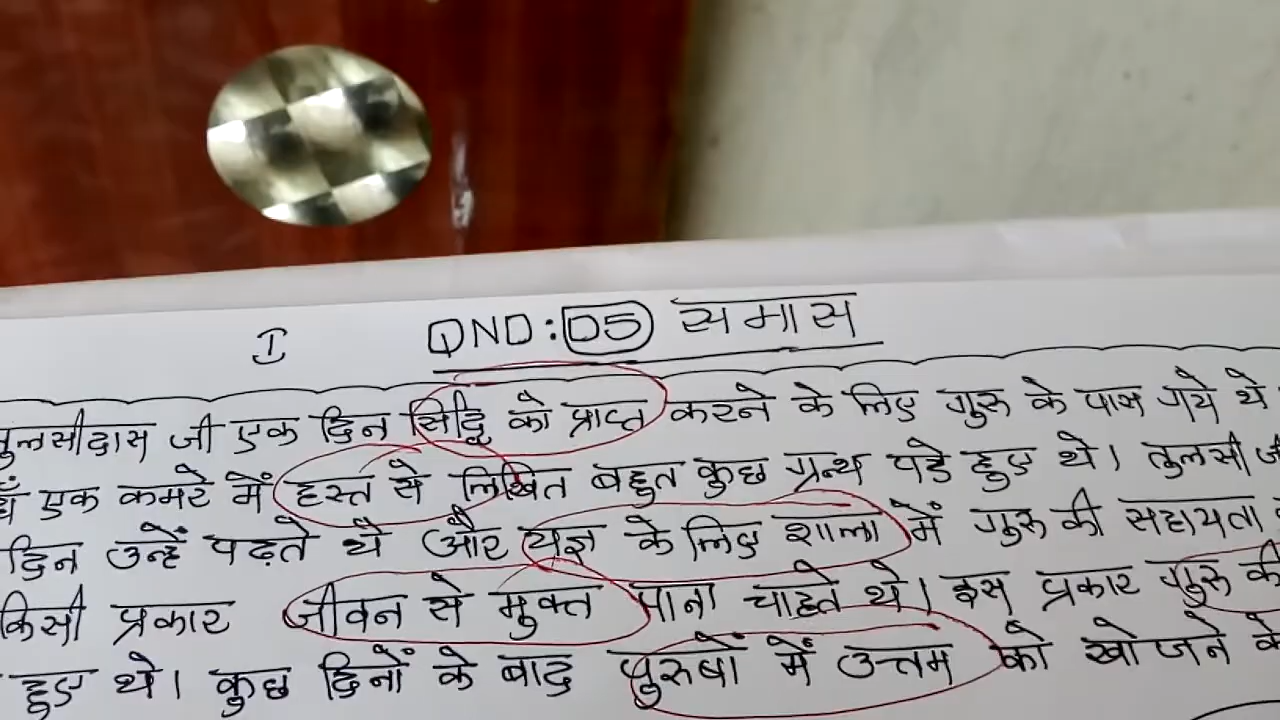 I QND: 05 समास
तुलसीदास जी एक दिन सिद्धि को प्राप्त करने के लिए गुरु के पास गये थे
एक कमरे में हस्त से लिखित बहुत कुछ ग्रन्थ पड़े हुए थे। तुलसी
दिन उन्हें पढ़ते थे और यज्ञ के लिए शाला में गुरु की सहायता
किसी प्रकार जीवन से मुक्त पाना चाहते थे। इस प्रकार गुरु की
हुए थे। कुछ दिनों के बाद पुरुषों में उत्तम को खोजने के